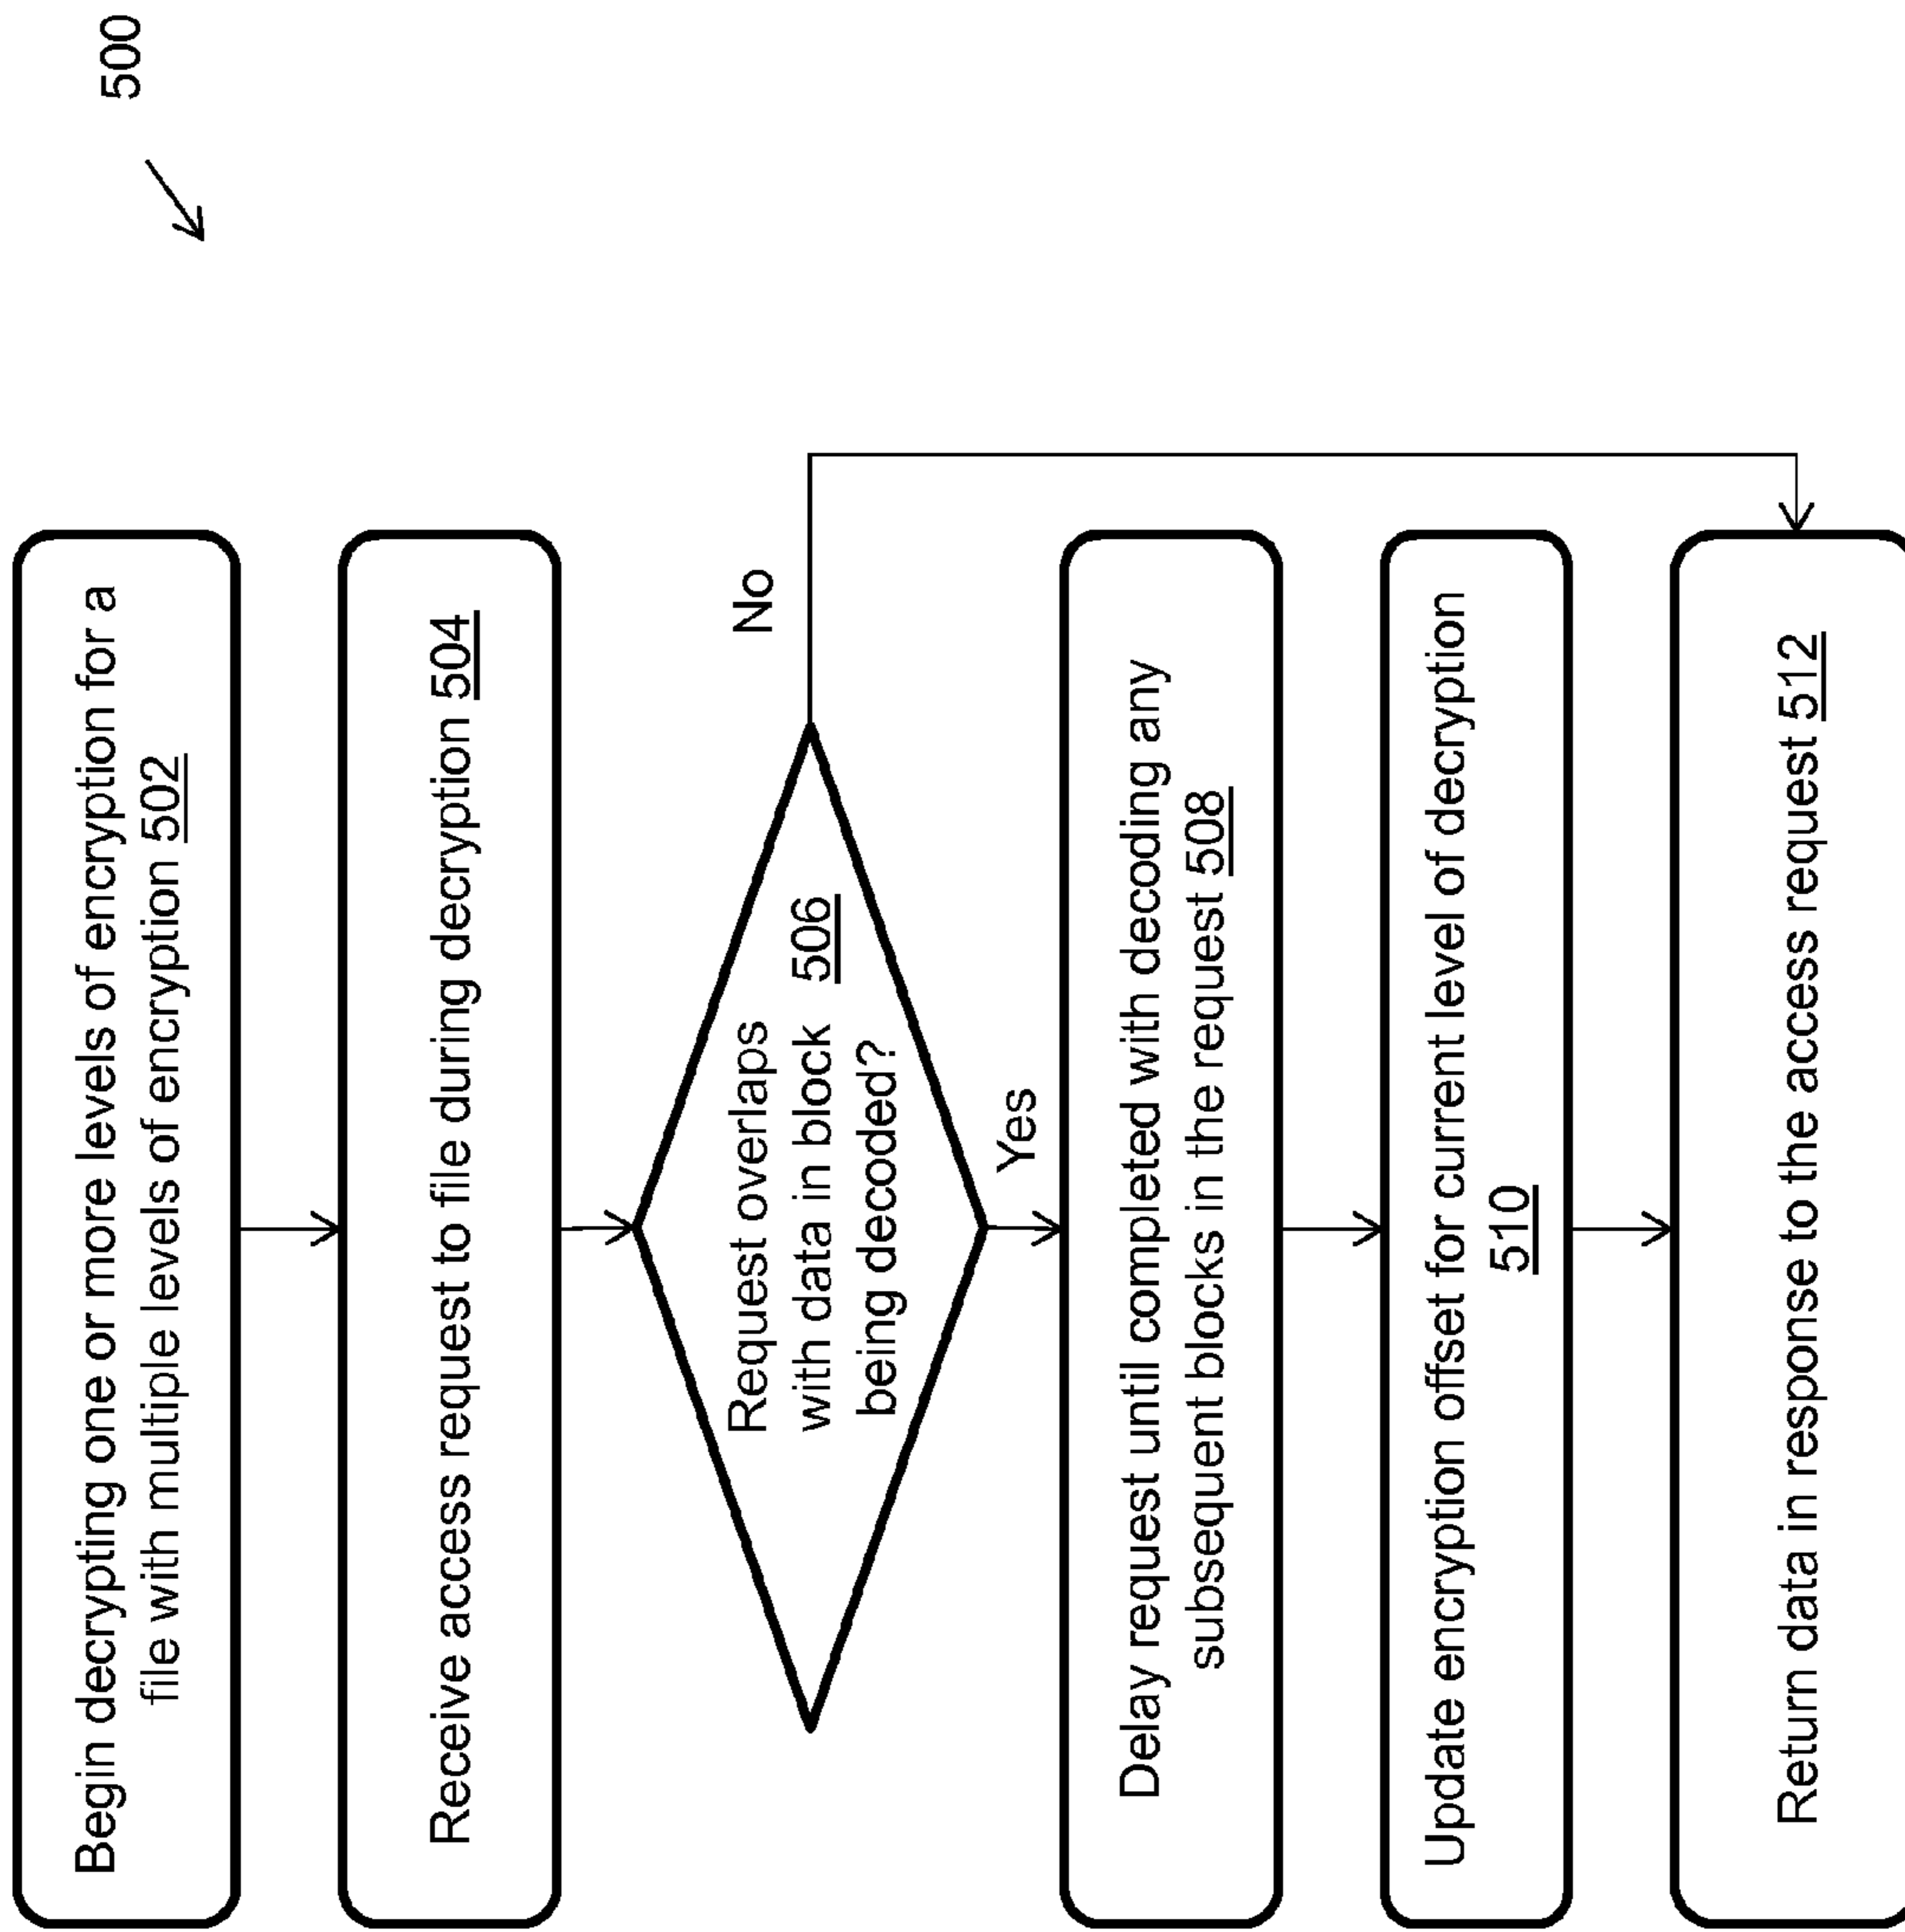 500
Begin decrypting one or more levels of encryption for a
file with multiple levels of encryption 502
Receive access request to file during decryption 504
Request overlaps
with data in block 506
being decoded?
No
Yes
Delay request until completed with decoding any
subsequent blocks in the request 508
Update encryption offset for current level of decryption
510
Return data in response to the access request 512